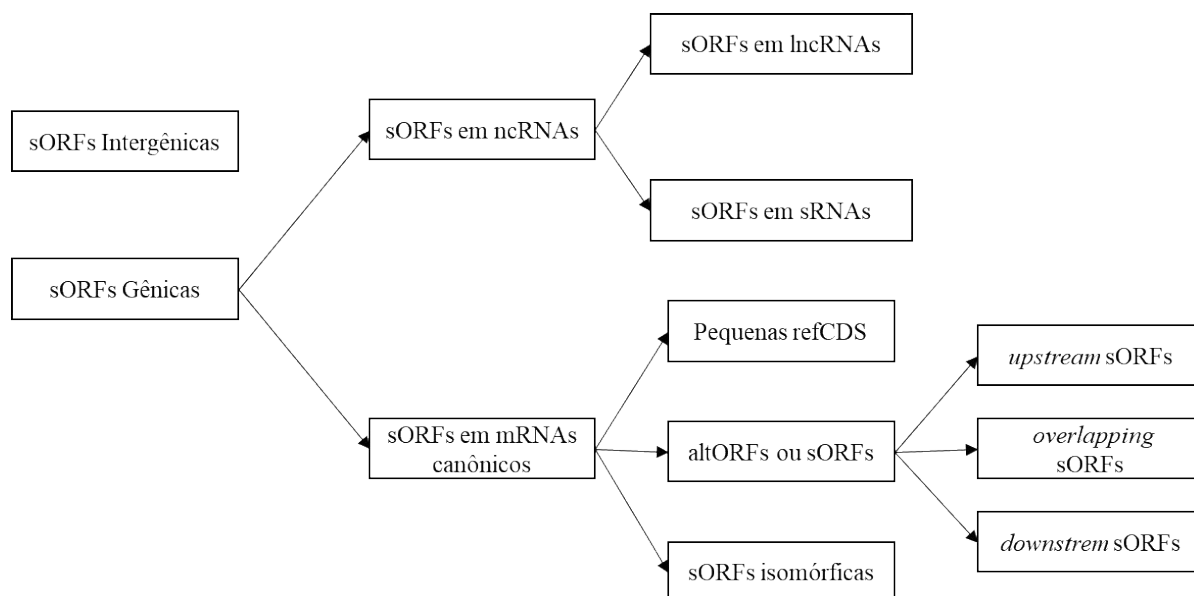 sORFs em lncRNAs
sORFs Intergênicas
sORFs em ncRNAs
sORFs em sRNAs
sORFs Gênicas
Pequenas refCDS
upstream sORFs
sORFs em mRNAs
canônicos
altORFs ou sORFs
overlapping
sORFs
downstrem sORFs
sORFs isomórficas